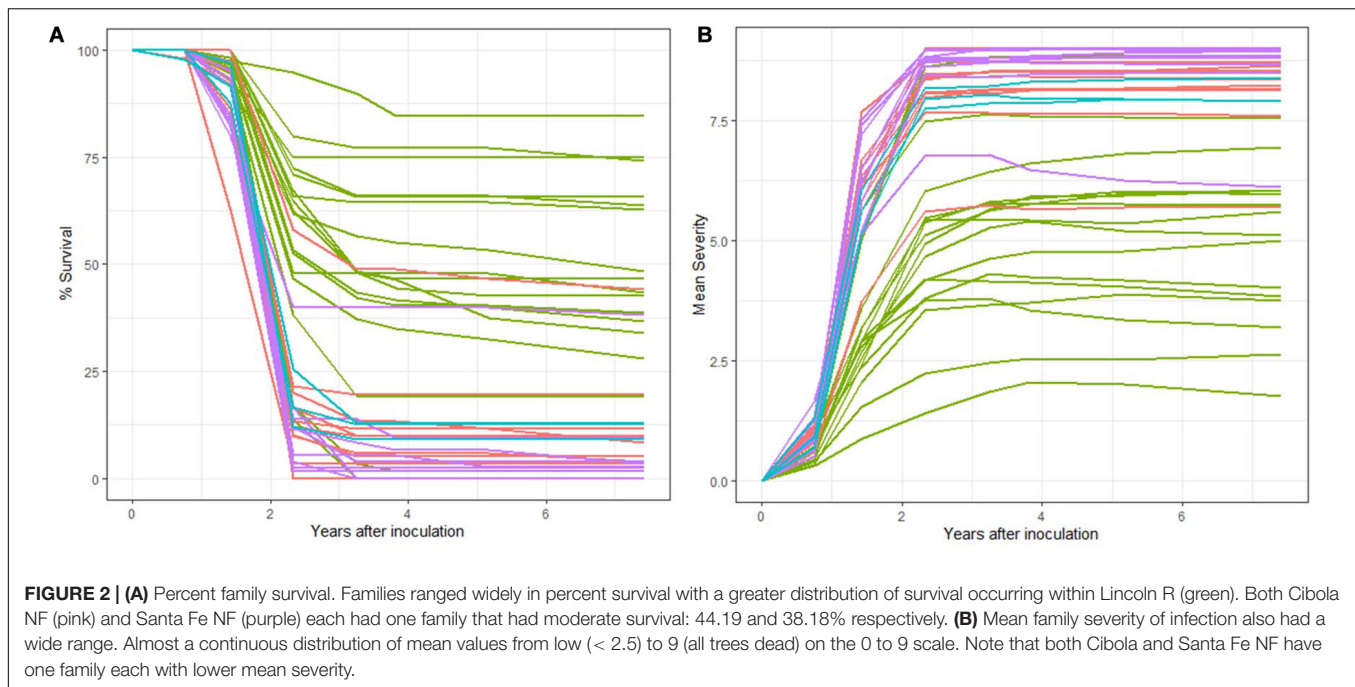 A
100
75
50
25
0
% Survival
0 2 4 6
Years after inoculation
B
7.5
5.0
2.5
0.0
Mean Severity
0 2 4 6
Years after inoculation
FIGURE 2 | (A) Percent family survival. Families ranged widely in percent survival with a greater distribution of survival occurring within Lincoln R (green). Both Cibola
NF (pink) and Santa Fe NF (purple) each had one family that had moderate survival: 44.19 and 38.18% respectively. (B) Mean family severity of infection also had a
wide range. Almost a continuous distribution of mean values from low (< 2.5) to 9 (all trees dead) on the 0 to 9 scale. Note that both Cibola and Santa Fe NF have
one family each with lower mean severity.